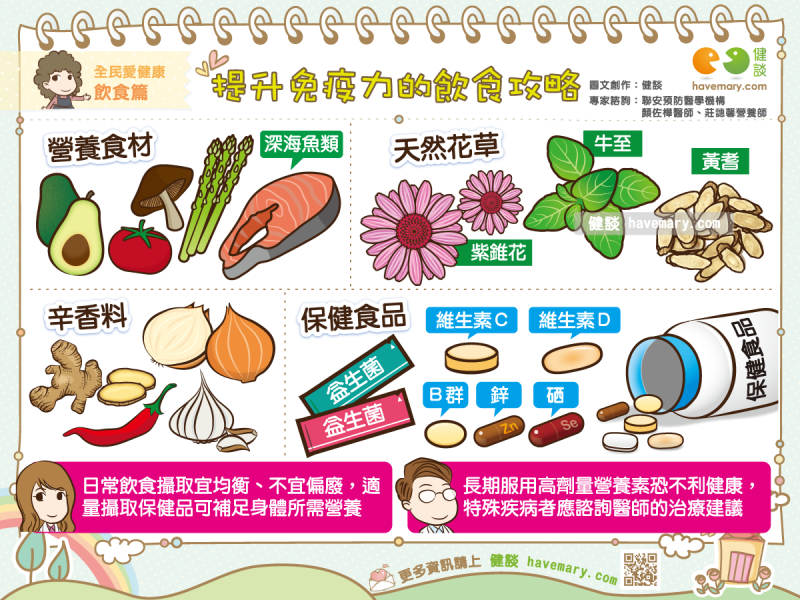 全民愛健康
飲食篇
提升免疫力的飲食攻略
健談
havemary.com
圖文創作：健談
專家諮詢：聯安預防醫學機構
顏佐樺醫師、莊詩馨營養師
營養食材
深海魚類
天然花草
牛至
黃耆
紫錐花
健談 havemary.com
辛香料
保健食品
維生素C
維生素D
益生菌
益生菌
B群
鋅
硒
Zn
Se
保健食品
日常飲食攝取宜均衡、不宜偏廢，適
量攝取保健品可補足身體所需營養
長期服用高劑量營養素恐不利健康，
特殊疾病者應諮詢醫師的治療建議
更多資訊請上 健談 havemary.com